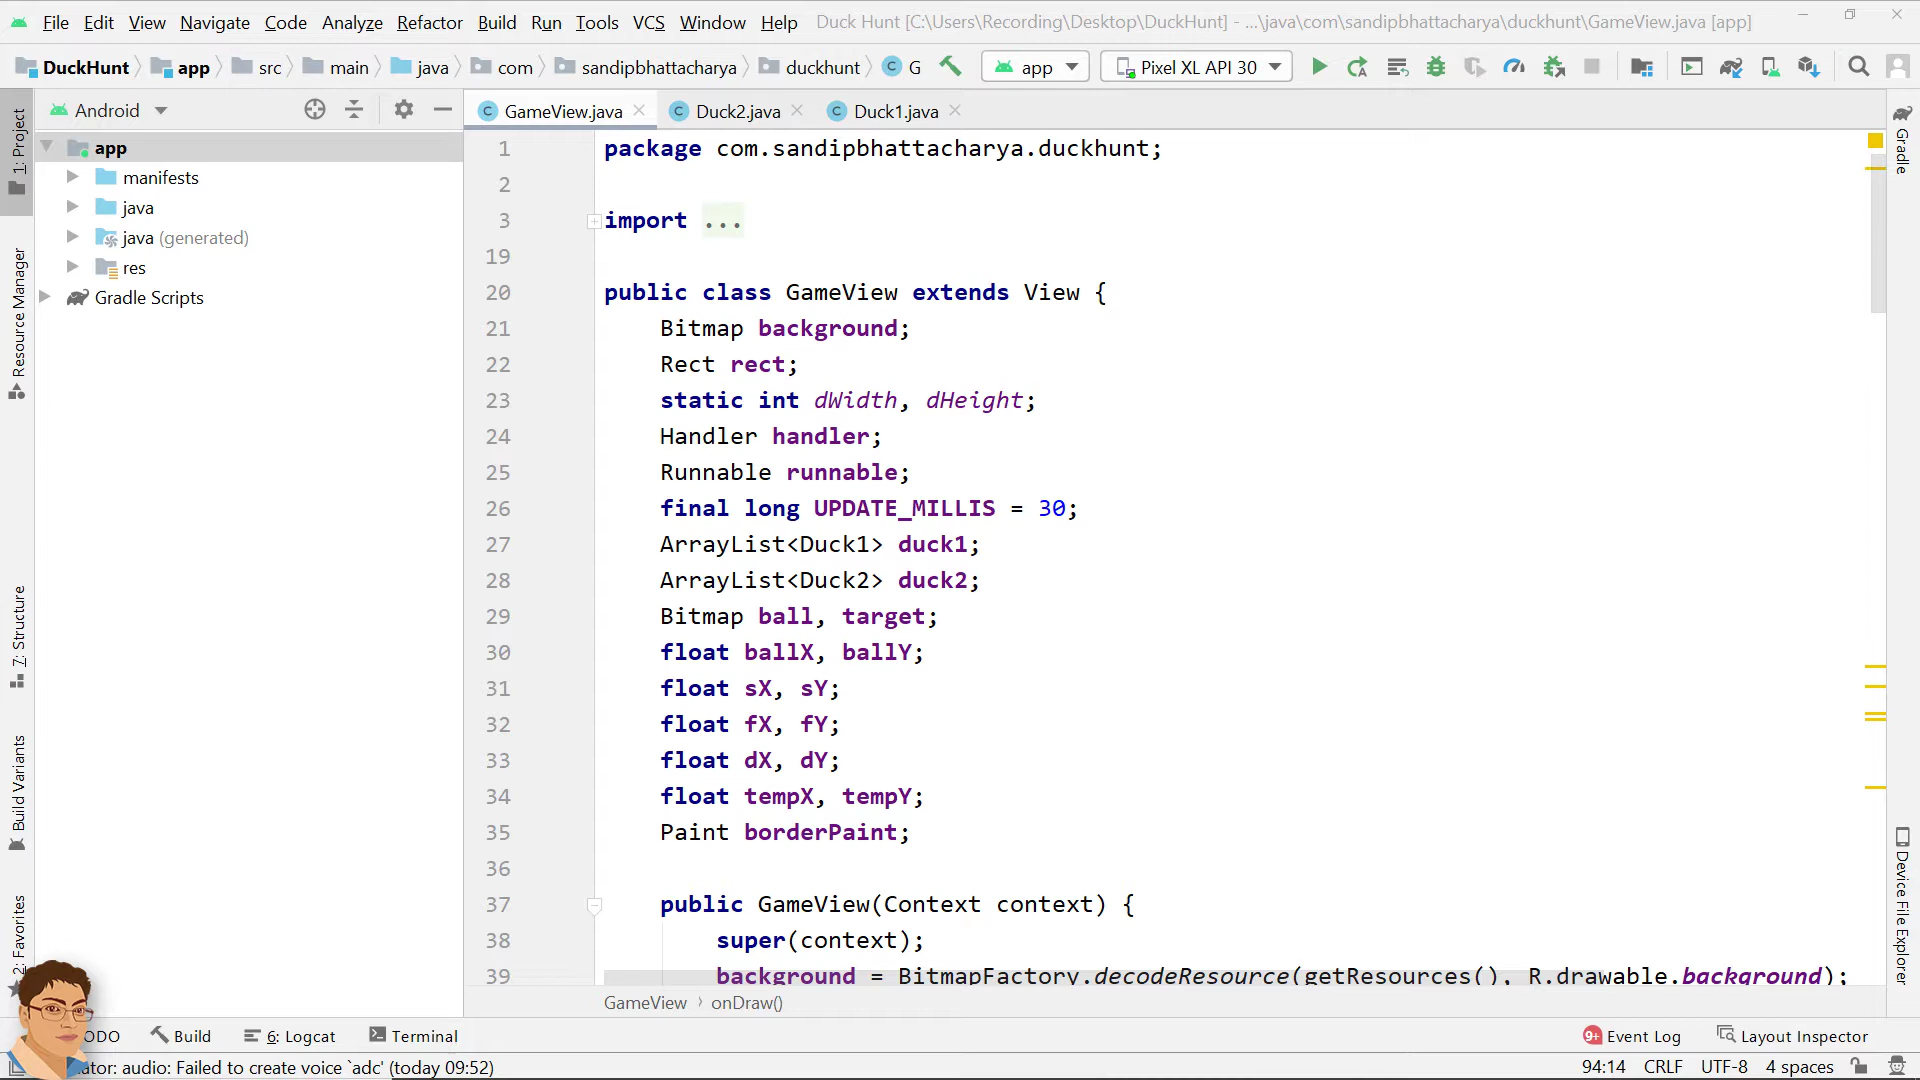 File Edit View Navigate Code Analyze Refactor Build Run Tools VCS Window Help Duck Hunt [C:\Users\Recording\Desktop\DuckHunt] - ...\java\com\sandipbhattacharya\duckhunt\GameView.java [app]
DuckHunt app src main java com sandipbhattacharya duckhunt G app Pixel XL API 30
Android GameView.java Duck2.java Duck1.java
1: Project
Resource Manager
7: Structure
Build Variants
2: Favorites
app
manifests
java
java (generated)
res
Gradle Scripts
1 package com.sandipbhattacharya.duckhunt;
2
3 import ...
19
20 public class GameView extends View {
21 Bitmap background;
22 Rect rect;
23 static int dWidth, dHeight;
24 Handler handler;
25 Runnable runnable;
26 final long UPDATE_MILLIS = 30;
27 ArrayList<Duck1> duck1;
28 ArrayList<Duck2> duck2;
29 Bitmap ball, target;
30 float ballX, ballY;
31 float sX, sY;
32 float fX, fY;
33 float dX, dY;
34 float tempX, tempY;
35 Paint borderPaint;
36
37 public GameView(Context context) {
38 super(context);
39 background = BitmapFactory.decodeResource(getResources(), R.drawable.background);
GameView › onDraw()
Gradle
Device File Explorer
ODO Build 6: Logcat Terminal 9+ Event Log Layout Inspector
ator: audio: Failed to create voice `adc' (today 09:52) 94:14 CRLF UTF-8 4 spaces